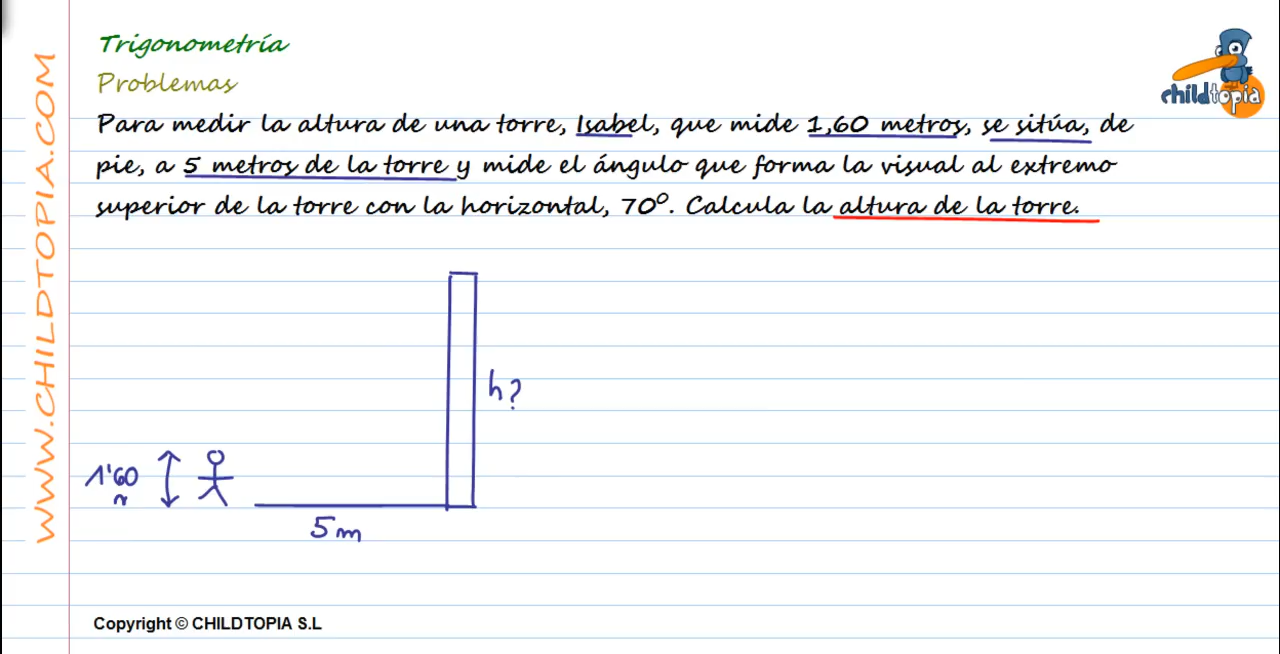 Trigonometría
Problemas
Para medir la altura de una torre, Isabel, que mide 1,60 metros, se sitúa, de
pie, a 5 metros de la torre y mide el ángulo que forma la visual al extremo
superior de la torre con la horizontal, 70º. Calcula la altura de la torre.
h?
1'60
m
5m
Copyright © CHILDTOPIA S.L
WWW.CHILDTOPIA.COM
childtopia